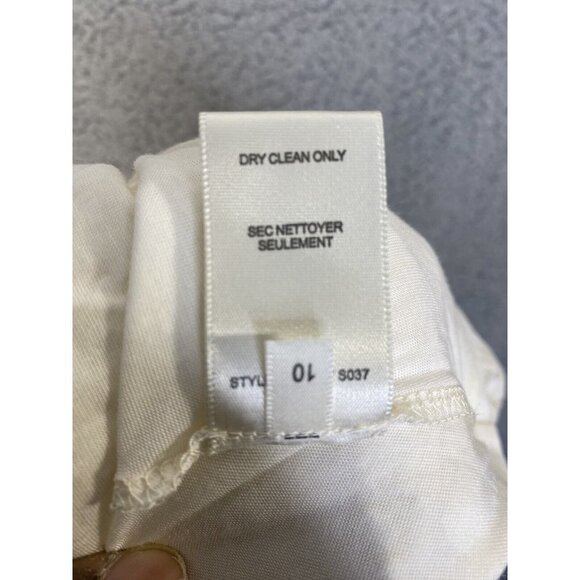 DRY CLEAN ONLY
SEC NETTOYER
SEULEMENT
10
S037